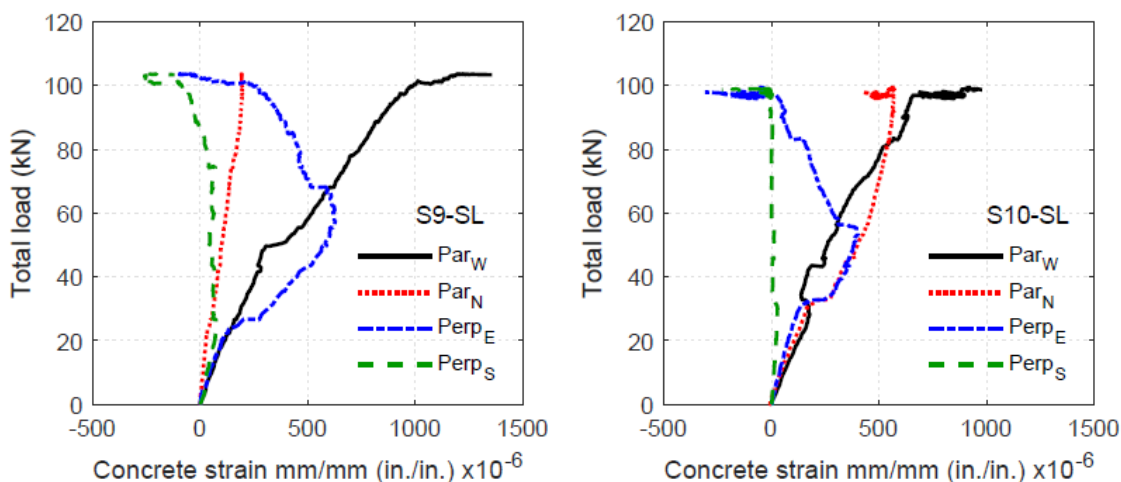 120
100
80
60
40
20
0
Total load (kN)
-500 0 500 1000 1500
Concrete strain mm/mm (in./in.) x10-6
S9-SL
ParW
ParN
PerpE
PerpS
120
100
80
60
40
20
0
Total load (kN)
-500 0 500 1000 1500
Concrete strain mm/mm (in./in.) x10-6
S10-SL
ParW
ParN
PerpE
PerpS